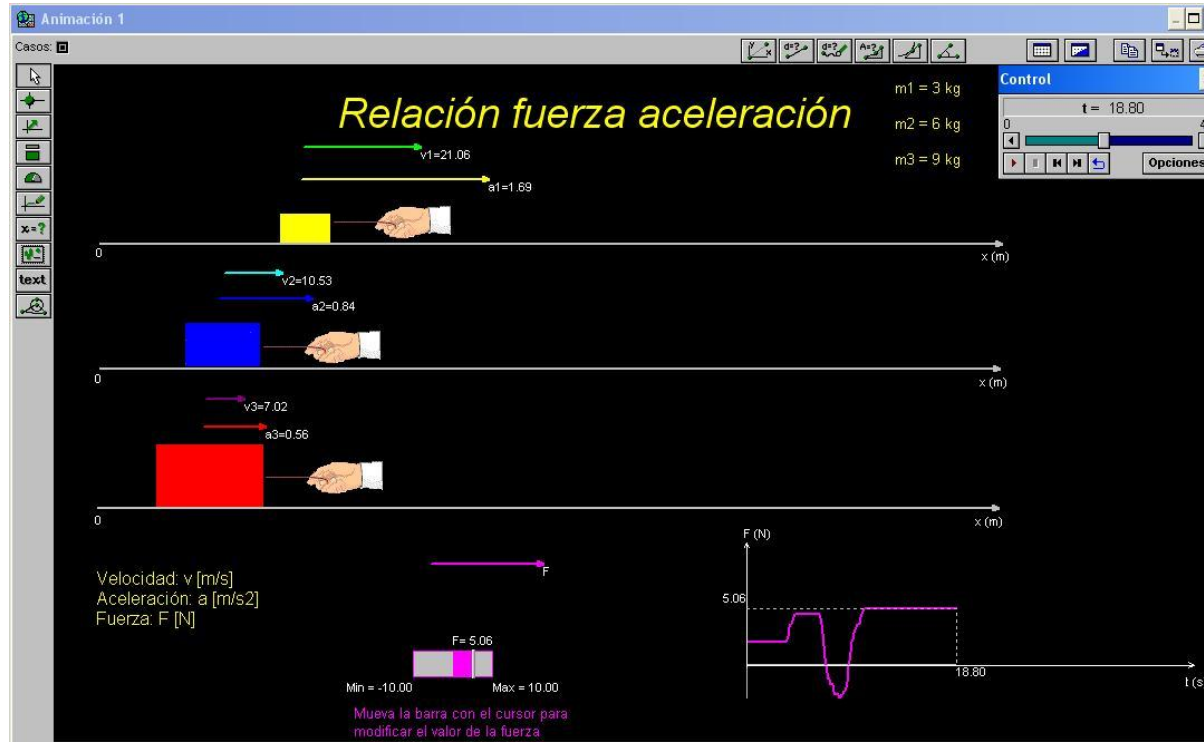 Animación 1
Casos:
Control
t = 18.80
0
4
Opciones
Relación fuerza aceleración
m1 = 3 kg
m2 = 6 kg
m3 = 9 kg
v1=21.06
a1=1.69
0
x (m)
v2=10.53
a2=0.84
0
x (m)
v3=7.02
a3=0.56
0
x (m)
text
x=?
Velocidad: v [m/s]
Aceleración: a [m/s2]
Fuerza: F [N]
F
F= 5.06
Min = -10.00
Max = 10.00
Mueva la barra con el cursor para
modificar el valor de la fuerza
F (N)
5.06
18.80
t (s